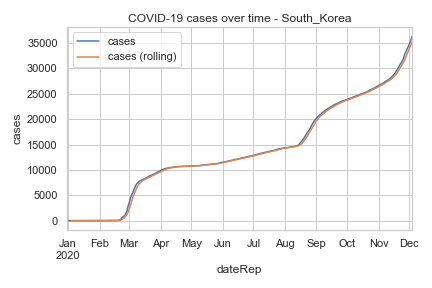 COVID-19 cases over time - South_Korea
cases
cases (rolling)
cases
35000
30000
25000
20000
15000
10000
5000
0
Jan Feb Mar Apr May Jun Jul Aug Sep Oct Nov Dec
2020
dateRep